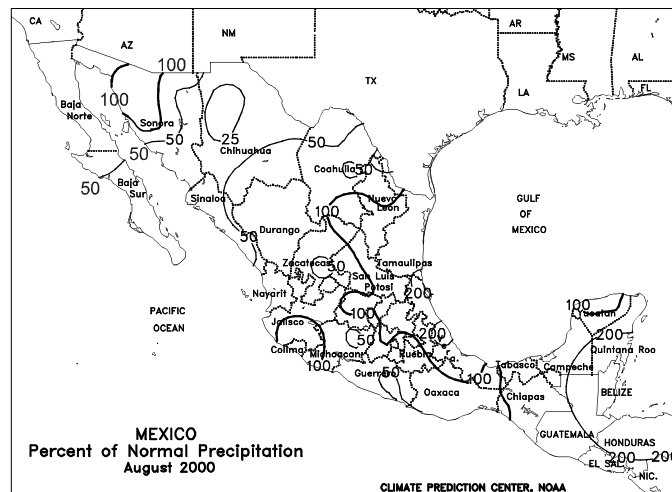 CA
AZ
NM
AR
MS
AL
TX
LA
FL
100
100
Baja
Norte
Sonora
50
50
25
Chihuahua
50
Coahuila
50
50
Baja
Sur
Sinaloa
Nuevo
León
100
GULF
OF
MEXICO
Durango
50
Zacatecas
50
Tamaulipas
San Luis
Potosi
Nayarit
200
PACIFIC
OCEAN
100
Jalisco
100
Yucatan
200
Quintana Roo
Colima
Michoacan
50
200
Puebla
100
Guerrero
50
Oaxaca
100
Tabasco
Campeche
Chiapas
BELIZE
GUATEMALA
HONDURAS
EL SAL
200
200
NIC.
MEXICO
Percent of Normal Precipitation
August 2000
CLIMATE PREDICTION CENTER, NOAA